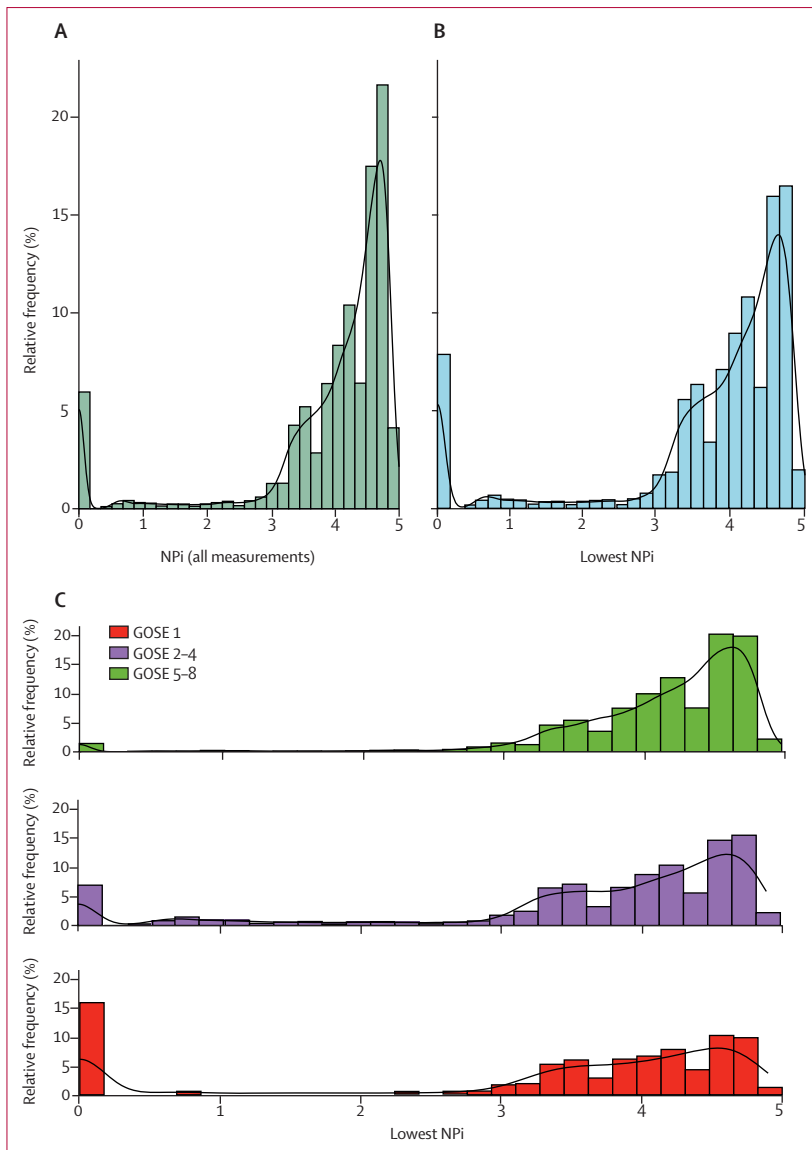 A
B
20
15
10
5
0
Relative frequency (%)
0 1 2 3 4 5
0 1 2 3 4 5
NPi (all measurements)
Lowest NPi
C
GOSE 1
GOSE 2–4
GOSE 5–8
20
15
10
5
0
Relative frequency (%)
20
15
10
5
0
Relative frequency (%)
20
15
10
5
0
Relative frequency (%)
0 1 2 3 4 5
Lowest NPi